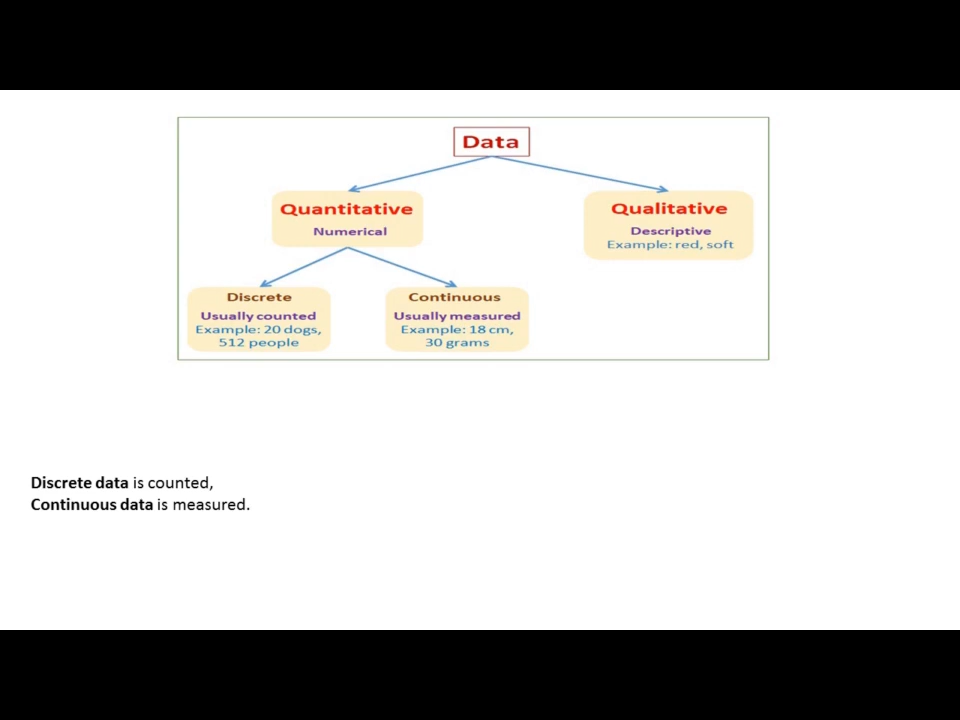 Data
Quantitative
Numerical
Qualitative
Descriptive
Example: red, soft
Discrete
Usually counted
Example: 20 dogs,
512 people
Continuous
Usually measured
Example: 18 cm,
30 grams
Discrete data is counted,
Continuous data is measured.